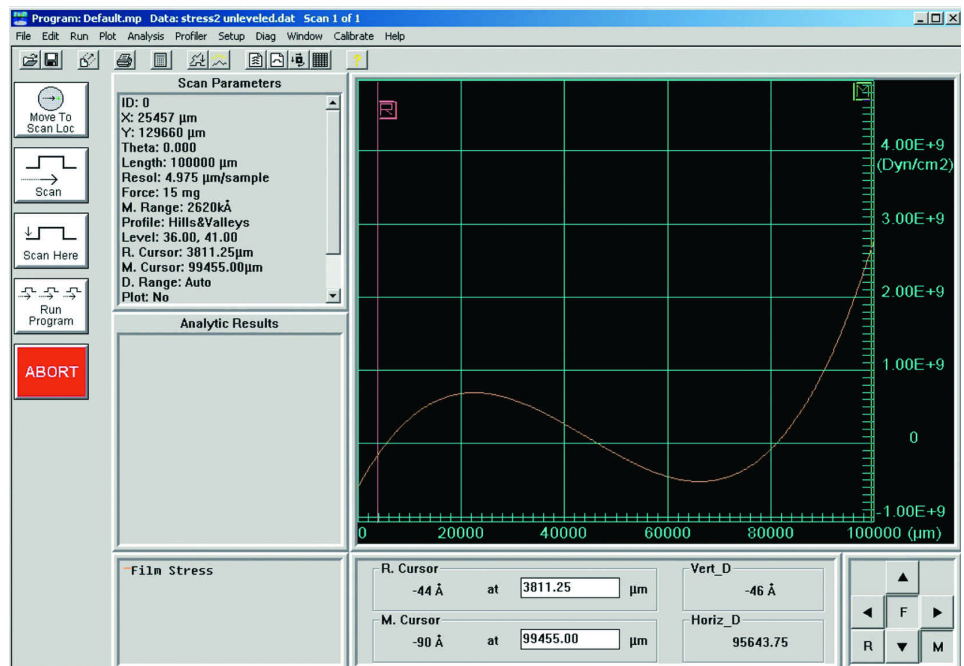 Program: Default.mp Data: stress2 unleveled.dat Scan 1 of 1
File Edit Run Plot Analysis Profiler Setup Diag Window Calibrate Help
Move To
Scan Loc
Scan
Scan Here
Run
Program
ABORT
Scan Parameters
ID: 0
X: 25457 µm
Y: 129660 µm
Theta: 0.000
Length: 100000 µm
Resol: 4.975 µm/sample
Force: 15 mg
M. Range: 2620kÅ
Profile: Hills&Valleys
Level: 36.00, 41.00
R. Cursor: 3811.25µm
M. Cursor: 99455.00µm
D. Range: Auto
Plot: No
Analytic Results
Film Stress
R
M
4.00E+9
(Dyn/cm2)
3.00E+9
2.00E+9
1.00E+9
0
-1.00E+9
0 20000 40000 60000 80000 100000 (µm)
R. Cursor
-44 Å at 3811.25 µm
M. Cursor
-90 Å at 99455.00 µm
Vert_D
-46 Å
Horiz_D
95643.75
F
R M